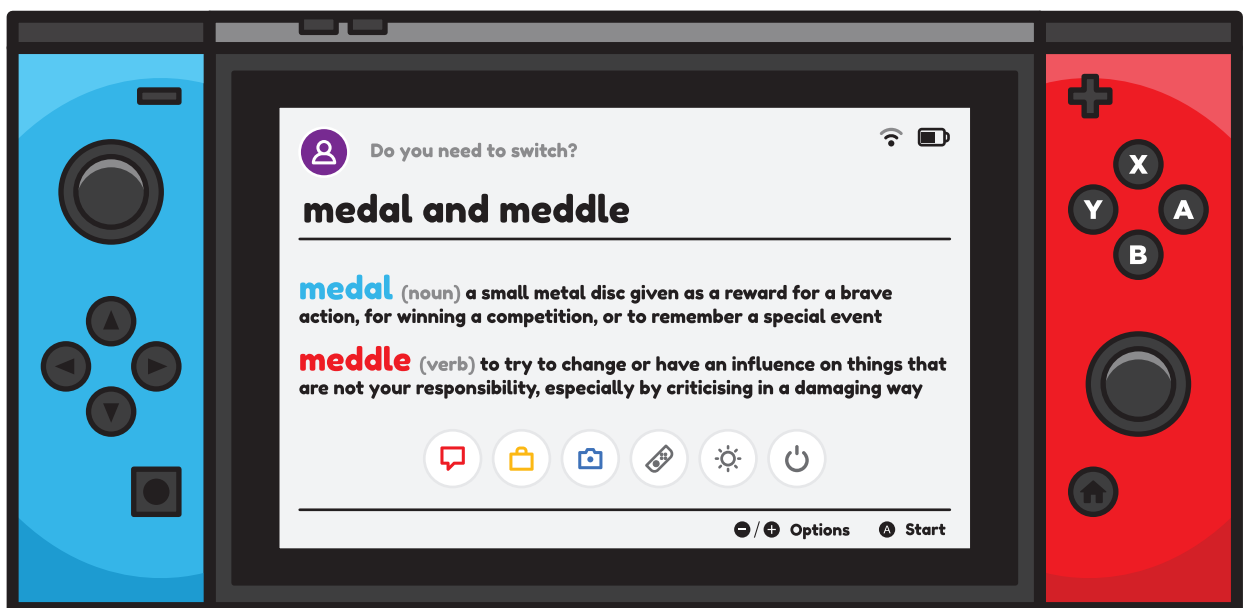 Do you need to switch?
medal and meddle
medal (noun) a small metal disc given as a reward for a brave
action, for winning a competition, or to remember a special event
meddle (verb) to try to change or have an influence on things that
are not your responsibility, especially by criticising in a damaging way
X
Y A
B
-/+ Options A Start